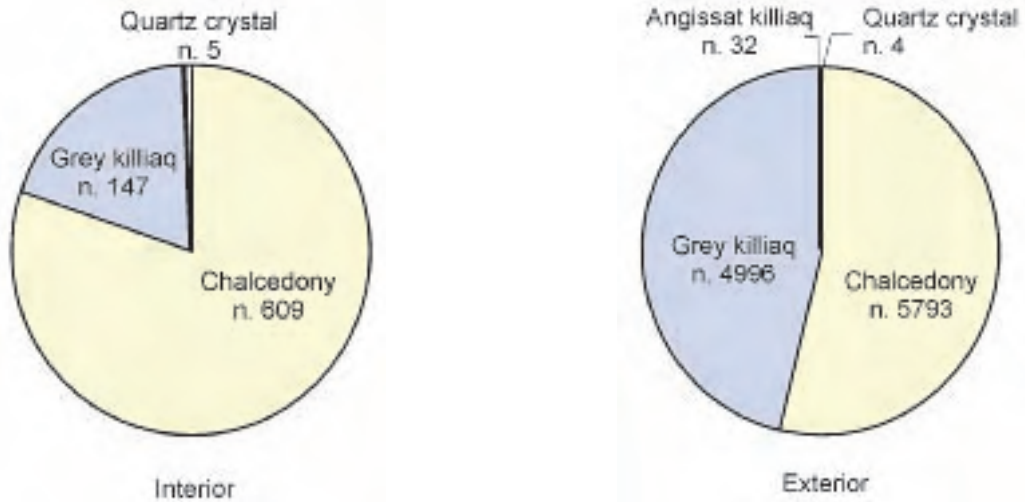 Quartz crystal
n. 5
Grey killiaq
n. 147
Chalcedony
n. 609
Interior
Angissat killiaq
n. 32
Quartz crystal
n. 4
Grey killiaq
n. 4996
Chalcedony
n. 5793
Exterior